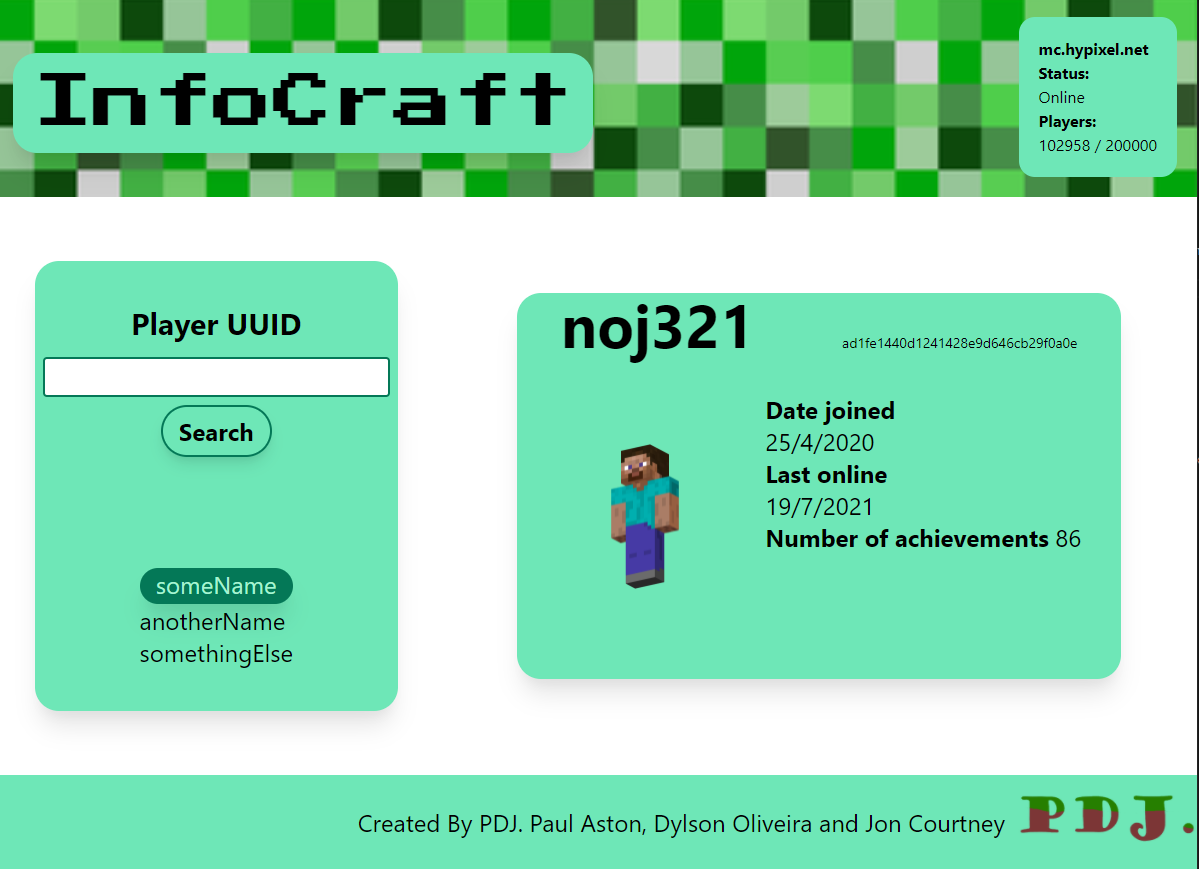 InfoCraft
mc.hypixel.net
Status:
Online
Players:
102958 / 200000
Player UUID
Search
someName
anotherName
somethingElse
noj321
ad1fe1440d1241428e9d646cb29f0a0e
Date joined
25/4/2020
Last online
19/7/2021
Number of achievements 86
Created By PDJ. Paul Aston, Dylson Oliveira and Jon Courtney
PDJ.